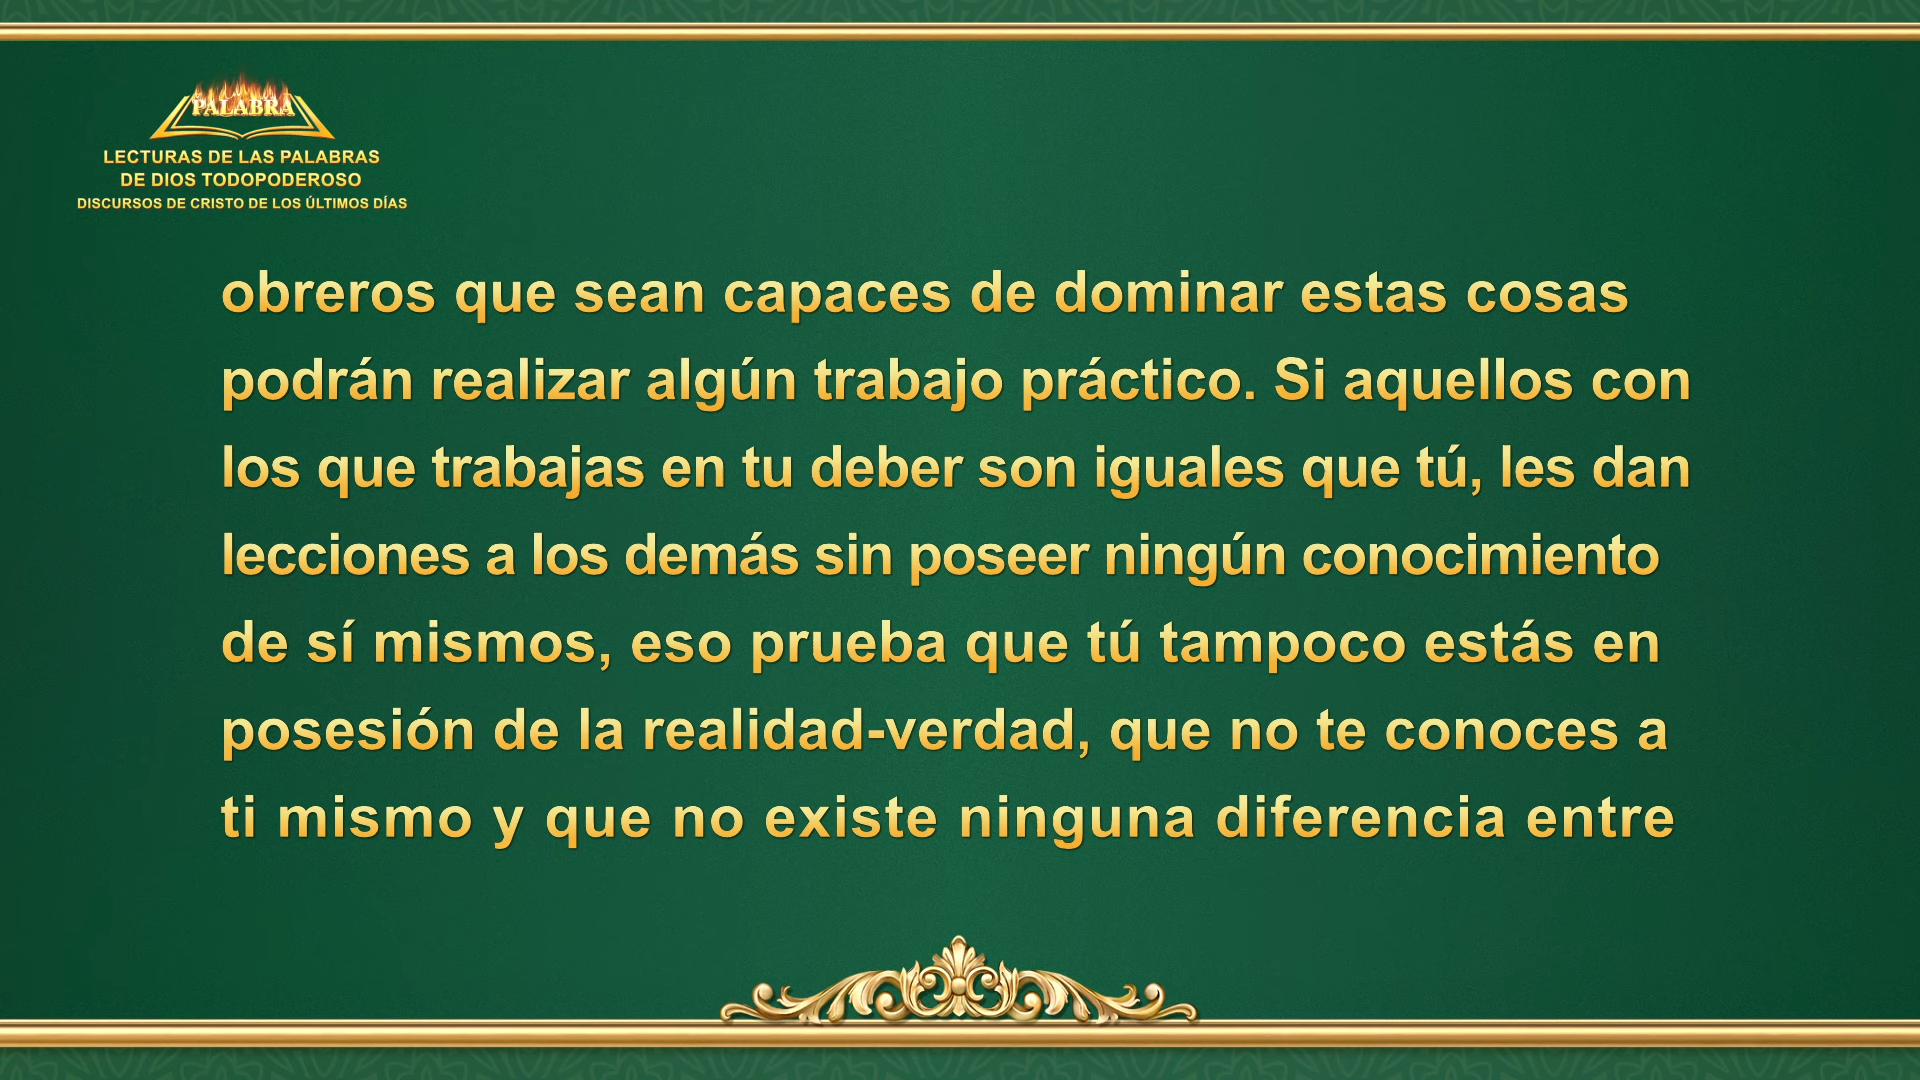 PALABRA
LECTURAS DE LAS PALABRAS
DE DIOS TODOPODEROSO
DISCURSOS DE CRISTO DE LOS ÚLTIMOS DÍAS
obreros que sean capaces de dominar estas cosas
podrán realizar algún trabajo práctico. Si aquellos con
los que trabajas en tu deber son iguales que tú, les dan
lecciones a los demás sin poseer ningún conocimiento
de sí mismos, eso prueba que tú tampoco estás en
posesión de la realidad-verdad, que no te conoces a
ti mismo y que no existe ninguna diferencia entre